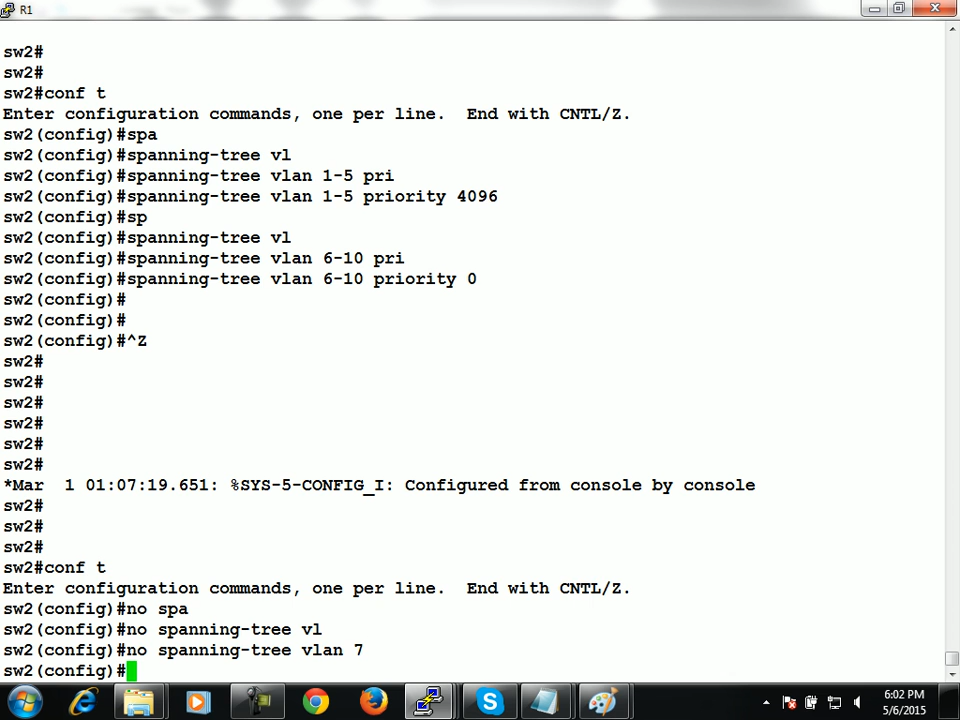 R1
sw2#
sw2#
sw2#conf t
Enter configuration commands, one per line.  End with CNTL/Z.
sw2(config)#spa
sw2(config)#spanning-tree vl
sw2(config)#spanning-tree vlan 1-5 pri
sw2(config)#spanning-tree vlan 1-5 priority 4096
sw2(config)#sp
sw2(config)#spanning-tree vl
sw2(config)#spanning-tree vlan 6-10 pri
sw2(config)#spanning-tree vlan 6-10 priority 0
sw2(config)#
sw2(config)#
sw2(config)#^Z
sw2#
sw2#
sw2#
sw2#
sw2#
sw2#
*Mar  1 01:07:19.651: %SYS-5-CONFIG_I: Configured from console by console
sw2#
sw2#
sw2#
sw2#conf t
Enter configuration commands, one per line.  End with CNTL/Z.
sw2(config)#no spa
sw2(config)#no spanning-tree vl
sw2(config)#no spanning-tree vlan 7
sw2(config)#
6:02 PM
5/6/2015